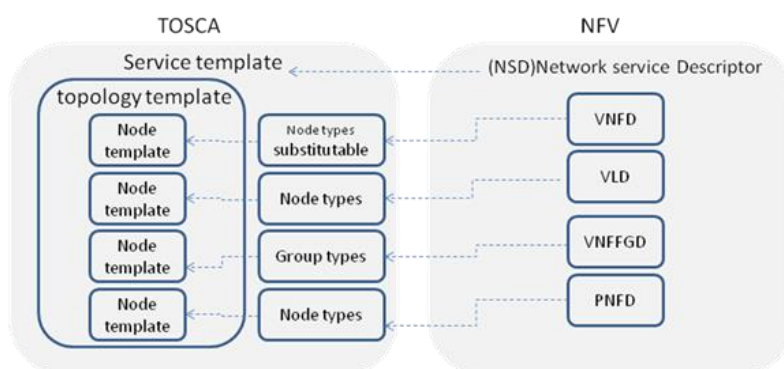 TOSCA
NFV
Service template
(NSD)Network service Descriptor
topology template
Node
template
Node types
substitutable
VNFD
Node
template
Node types
VLD
Node
template
Group types
VNFFGD
Node
template
Node types
PNFD